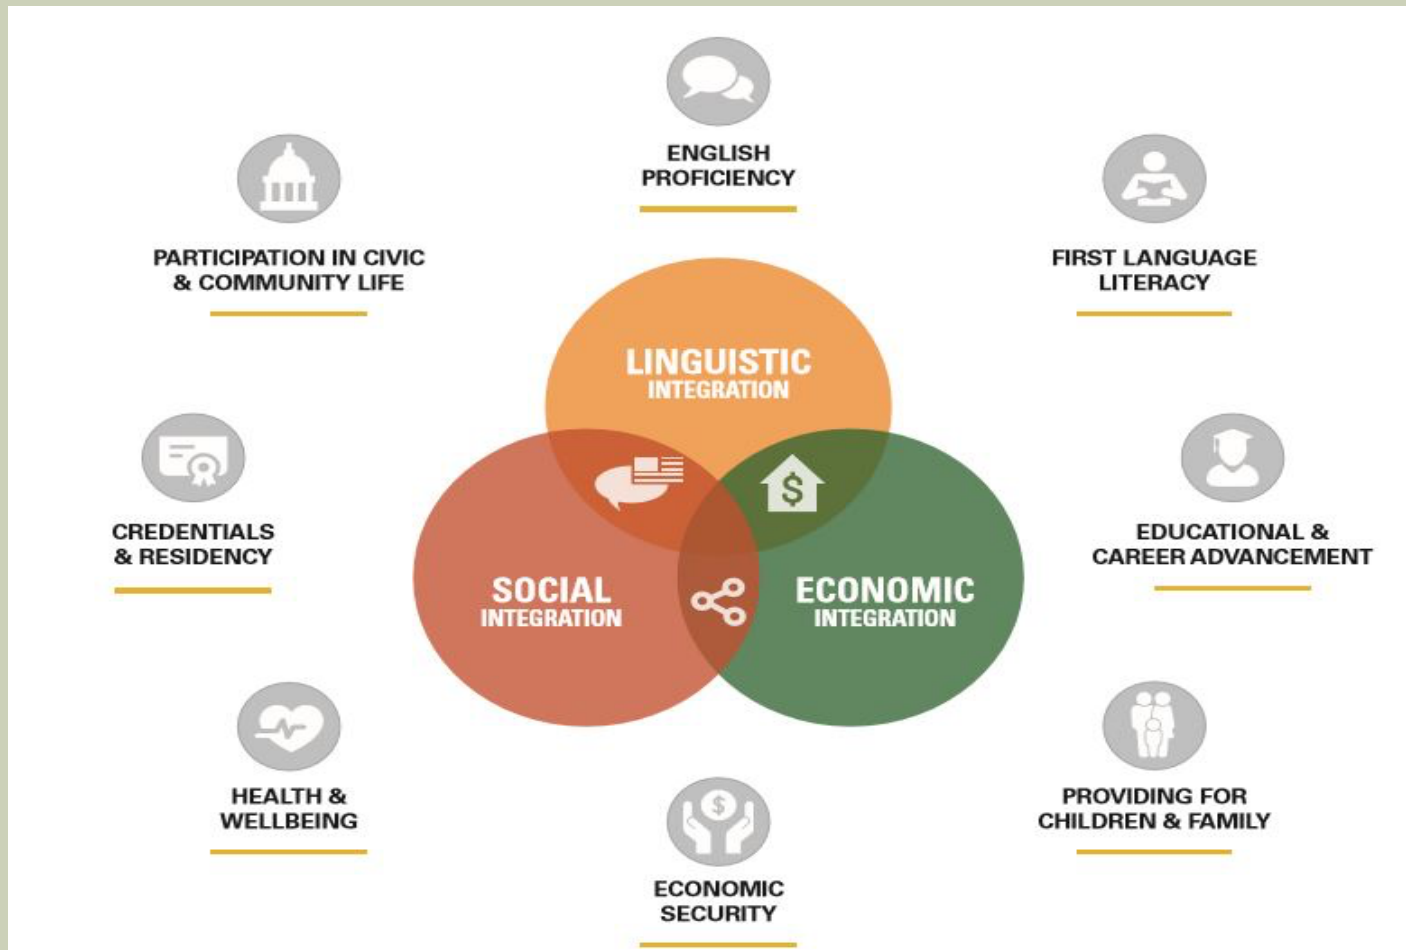 ENGLISH
PROFICIENCY
PARTICIPATION IN CIVIC
& COMMUNITY LIFE
FIRST LANGUAGE
LITERACY
LINGUISTIC
INTEGRATION
$
CREDENTIALS
& RESIDENCY
EDUCATIONAL &
CAREER ADVANCEMENT
SOCIAL
INTEGRATION
ECONOMIC
INTEGRATION
HEALTH &
WELLBEING
PROVIDING FOR
CHILDREN & FAMILY
$
ECONOMIC
SECURITY